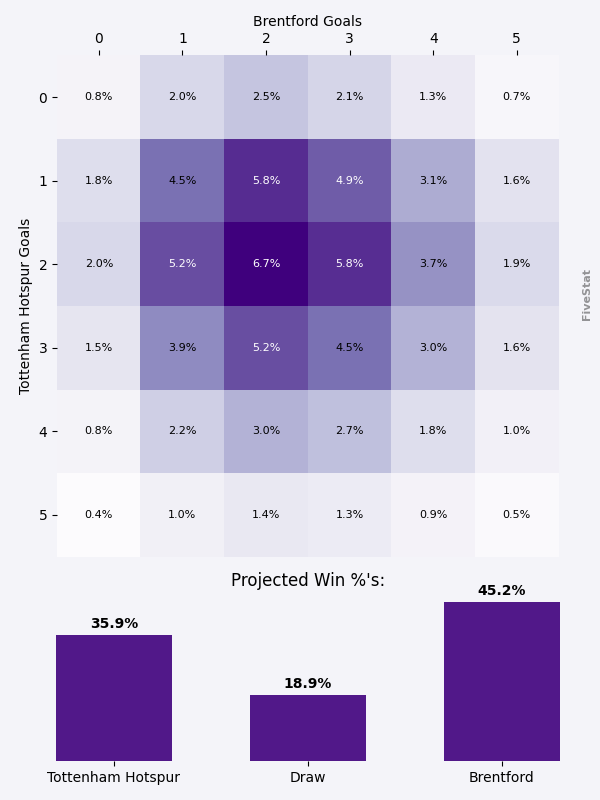 Brentford Goals
0 1 2 3 4 5
0 0.8% 2.0% 2.5% 2.1% 1.3% 0.7%
1 1.8% 4.5% 5.8% 4.9% 3.1% 1.6%
2 2.0% 5.2% 6.7% 5.8% 3.7% 1.9%
3 1.5% 3.9% 5.2% 4.5% 3.0% 1.6%
4 0.8% 2.2% 3.0% 2.7% 1.8% 1.0%
5 0.4% 1.0% 1.4% 1.3% 0.9% 0.5%
Tottenham Hotspur Goals
FiveStat
Projected Win %'s:
35.9% 18.9% 45.2%
Tottenham Hotspur Draw Brentford